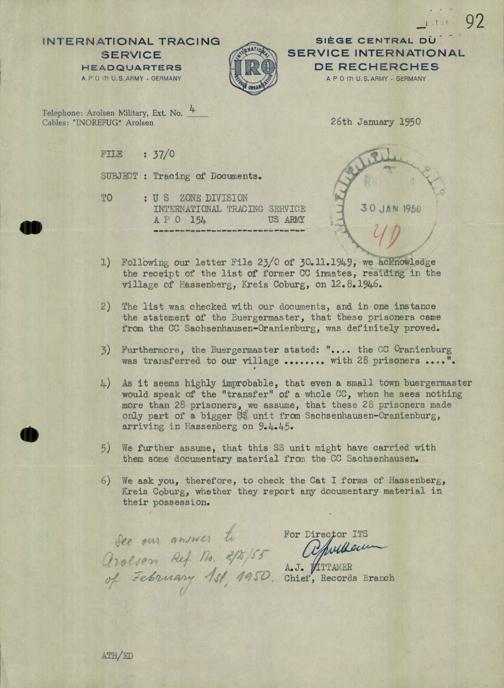 92
INTERNATIONAL TRACING
SERVICE
HEADQUARTERS
A P O 171 U.S. ARMY - GERMANY
IRO
SIÈGE CENTRAL DU
SERVICE INTERNATIONAL
DE RECHERCHES
A P O 171 U.S. ARMY - GERMANY
Telephone: Arolsen Military, Ext. No. 4
Cables: "INOREFUG" Arolsen
26th January 1950
FILE : 37/0
SUBJECT : Tracing of Documents.
TO : U S ZONE DIVISION
INTERNATIONAL TRACING SERVICE
A P O 154 US ARMY
30 JAN 1950
4D
1) Following our letter File 23/0 of 30.11.1949, we acknowledge
the receipt of the list of former CC inmates, residing in the
village of Hassenberg, Kreis Coburg, on 12.8.1946.
2) The list was checked with our documents, and in one instance
the statement of the Buergermaster, that these prisoners came
from the CC Sachsenhausen-Oranienburg, was definitely proved.
3) Furthermore, the Buergermaster stated: ".... the CC Oranienburg
was transferred to our village ........ with 28 prisoners ....".
4) As it seems highly improbable, that even a small town buergermaster
would speak of the "transfer" of a whole CC, when he sees nothing
more than 28 prisoners, we assume, that these 28 prisoners made
only part of a bigger SS unit from Sachsenhausen-Oranienburg,
arriving in Hassenberg on 9.4.45.
5) We further assume, that this SS unit might have carried with
them some documentary material from the CC Sachsenhausen.
6) We ask you, therefore, to check the Cat I forms of Hassenberg,
Kreis Coburg, whether they report any documentary material in
their possession.
For Director ITS
A.J. WITTAMER
Chief, Records Branch
See our answer to
Arolsen Ref. No.
of February 1st, 1950.
ATH/ED